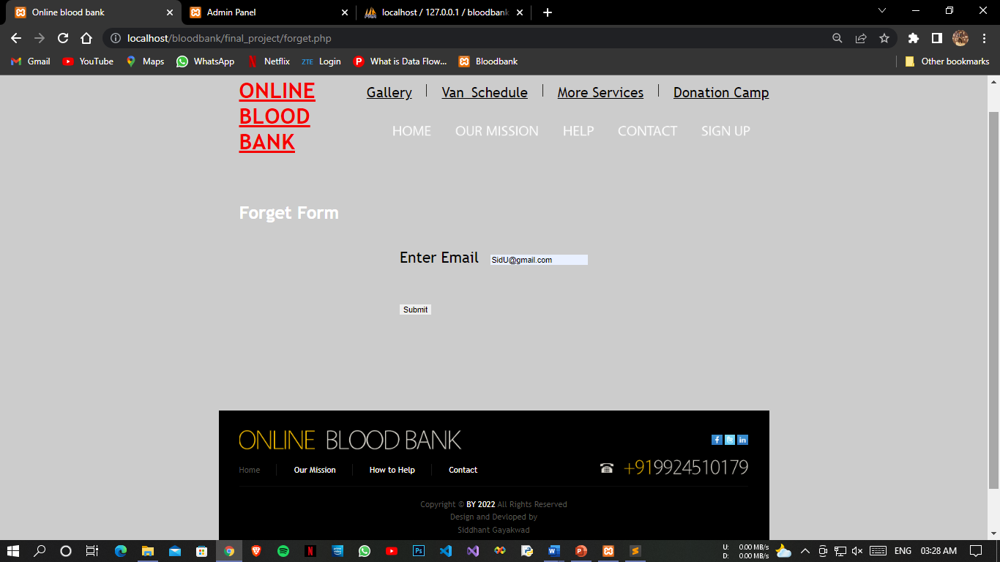 Online blood bank
Admin Panel
localhost / 127.0.0.1 / bloodbank
localhost/bloodbank/final_project/forget.php
Gmail YouTube Maps WhatsApp Netflix ZTE Login What is Data Flow... Bloodbank Other bookmarks
ONLINE
BLOOD
BANK
Gallery Van Schedule More Services Donation Camp
HOME OUR MISSION HELP CONTACT SIGN UP
Forget Form
Enter Email SidU@gmail.com
Submit
ONLINE BLOOD BANK
Home Our Mission How to Help Contact
+919924510179
Copyright © BY 2022 All Rights Reserved
Design and Devloped by
Siddhant Gayakwad
U: 0.00 MB/s
D: 0.00 MB/s
ENG 03:28 AM